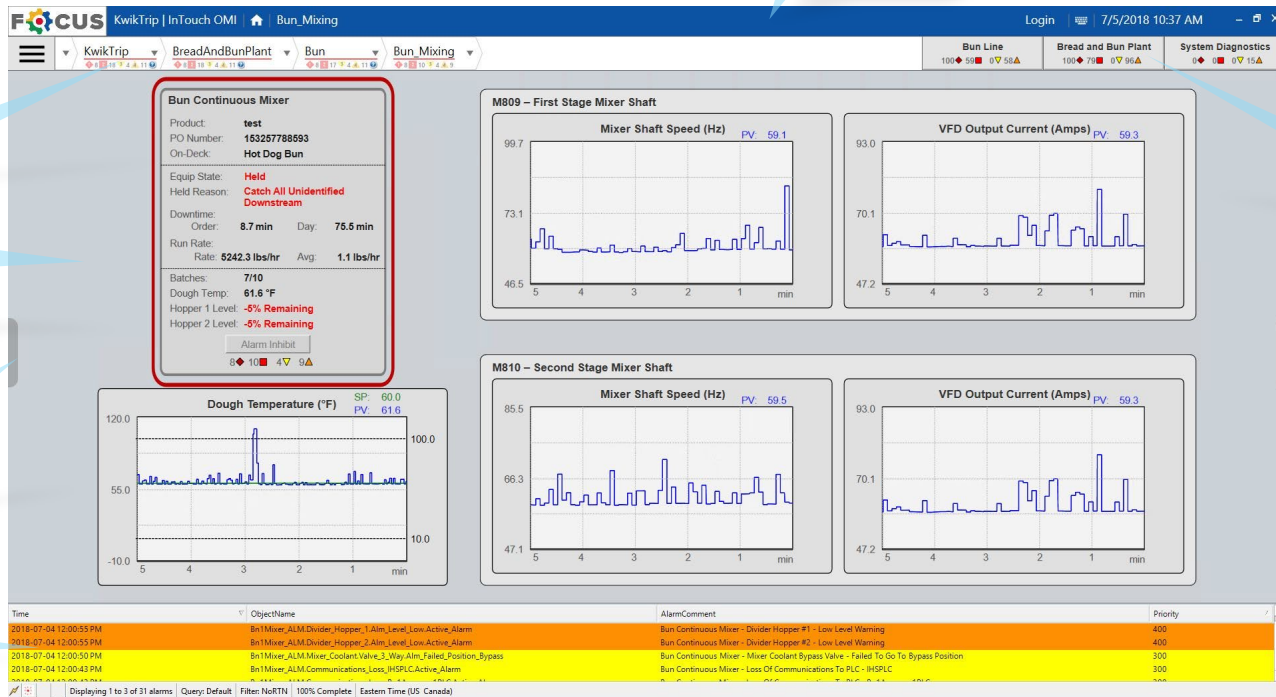 FOCUS KwikTrip | InTouch OMI Bun_Mixing Login 7/5/2018 10:37 AM
KwikTrip BreadAndBunPlant Bun Bun_Mixing
Bun Line Bread and Bun Plant System Diagnostics
100 59 0 58 100 79 0 96 0 0 0 15
Bun Continuous Mixer
Product: test
PO Number: 153257788593
On-Deck: Hot Dog Bun
Equip State: Held
Held Reason: Catch All Unidentified
Downstream
Downtime:
Order: 8.7 min Day: 75.5 min
Run Rate:
Rate: 5242.3 lbs/hr Avg: 1.1 lbs/hr
Batches: 7/10
Dough Temp: 61.6 °F
Hopper 1 Level: -5% Remaining
Hopper 2 Level: -5% Remaining
Alarm Inhibit
8 10 4 9
Dough Temperature (°F) SP: 60.0
PV: 61.6
120.0
100.0
55.0
10.0
-10.0
5 4 3 2 1 min
M809 – First Stage Mixer Shaft
Mixer Shaft Speed (Hz) PV: 59.1
99.7
73.1
46.5
5 4 3 2 1 min
VFD Output Current (Amps) PV: 59.3
93.0
70.1
47.2
5 4 3 2 1 min
M810 – Second Stage Mixer Shaft
Mixer Shaft Speed (Hz) PV: 59.5
85.5
66.3
47.1
5 4 3 2 1 min
VFD Output Current (Amps) PV: 59.3
93.0
70.1
47.2
5 4 3 2 1 min
Time ObjectName AlarmComment Priority
2018-07-04 12:00:55 PM Bn1Mixer_ALM.Divider_Hopper_1.Alm_Level_Low.Active_Alarm Bun Continuous Mixer - Divider Hopper #1 - Low Level Warning 400
2018-07-04 12:00:55 PM Bn1Mixer_ALM.Divider_Hopper_2.Alm_Level_Low.Active_Alarm Bun Continuous Mixer - Divider Hopper #2 - Low Level Warning 400
2018-07-04 12:00:50 PM Bn1Mixer_ALM.Mixer_Coolant.Valve_3_Way.Alm_Failed_Position_Bypass Bun Continuous Mixer - Mixer Coolant Bypass Valve - Failed To Go To Bypass Position 300
2018-07-04 12:00:43 PM Bn1Mixer_ALM.Communications_Loss_IHSPLC.Active_Alarm Bun Continuous Mixer - Loss Of Communications To PLC - IHSPLC 300
Displaying 1 to 3 of 31 alarms Query: Default Filter: NoRTN 100% Complete Eastern Time (US Canada)